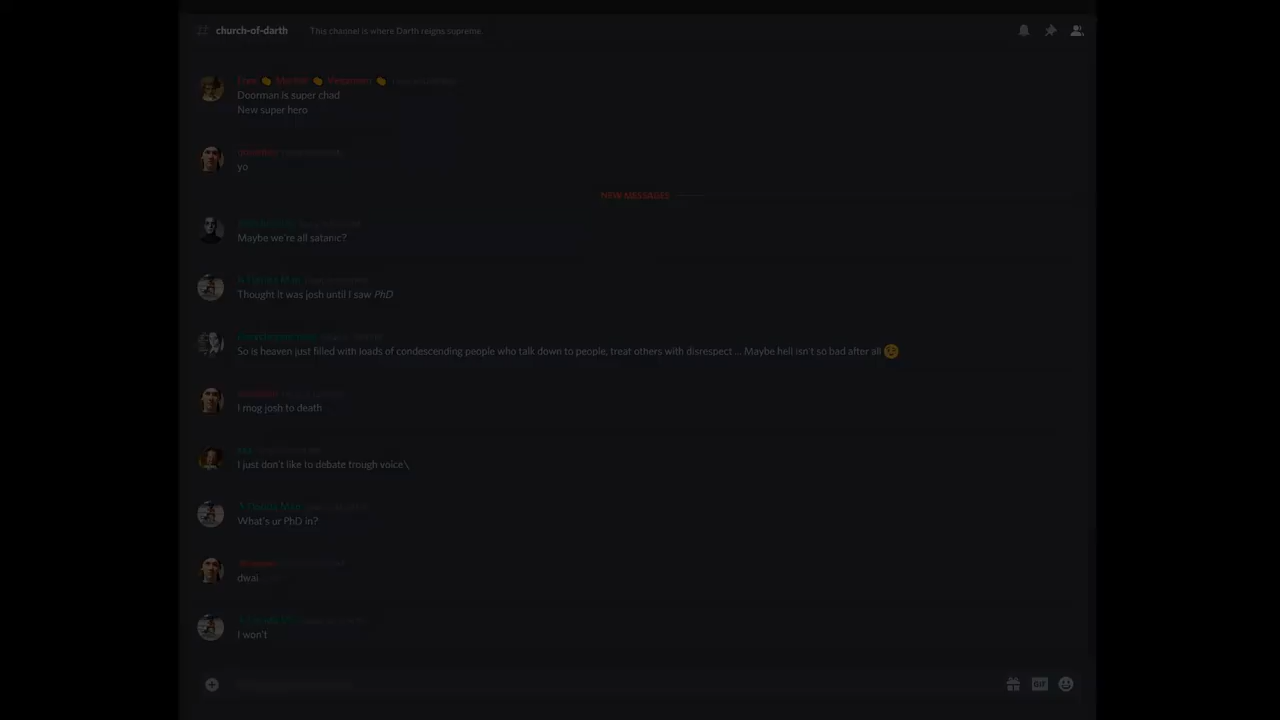 church-of-darth This channel is where Darth reigns supreme.
Doorman is super chad
New super hero
yo
NEW MESSAGES
Maybe we're all satanic?
Thought it was josh until I saw PhD
So is heaven just filled with loads of condescending people who talk down to people, treat others with disrespect ... Maybe hell isn't so bad after all
I mog josh to death
I just don't like to debate trough voice\
What's ur PhD in?
dwai
I won't
GIF